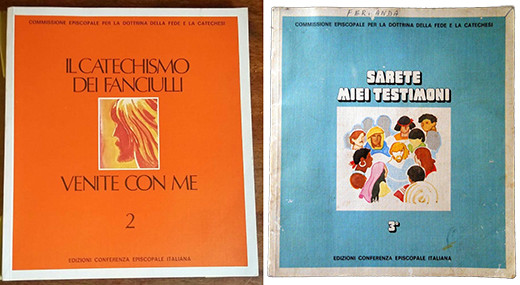 COMMISSIONE EPISCOPALE PER LA DOTTRINA DELLA FEDE E LA CATECHESI
IL CATECHISMO
DEI FANCIULLI
VENITE CON ME
2
EDIZIONI CONFERENZA EPISCOPALE ITALIANA
FERNANDA
COMMISSIONE EPISCOPALE PER LA DOTTRINA DELLA FEDE E LA CATECHESI
SARETE
MIEI TESTIMONI
3°
EDIZIONI CONFERENZA EPISCOPALE ITALIANA